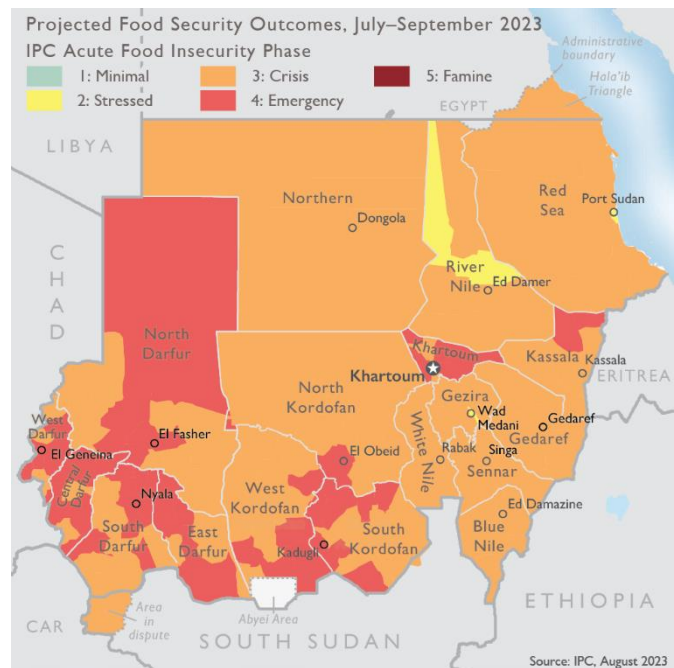 Projected Food Security Outcomes, July–September 2023
IPC Acute Food Insecurity Phase
1: Minimal
3: Crisis
5: Famine
2: Stressed
4: Emergency
Administrative
boundary
Hala'ib
Triangle
EGYPT
LIBYA
CHAD
Northern
Dongola
Red
Sea
Port Sudan
River
Nile
Ed Damer
North
Darfur
Khartoum
Khartoum
Kassala
Kassala
ERITREA
North
Kordofan
Gezira
Wad
Medani
Gedaref
Gedaref
West
Darfur
El Fasher
El Geneina
Central
Darfur
El Obeid
White Nile
Rabak
Singa
Sennar
Nyala
West
Kordofan
Ed Damazine
South
Darfur
East
Darfur
Kadugli
South
Kordofan
Blue
Nile
Area
in
dispute
Abyei Area
CAR
SOUTH SUDAN
ETHIOPIA
Source: IPC, August 2023